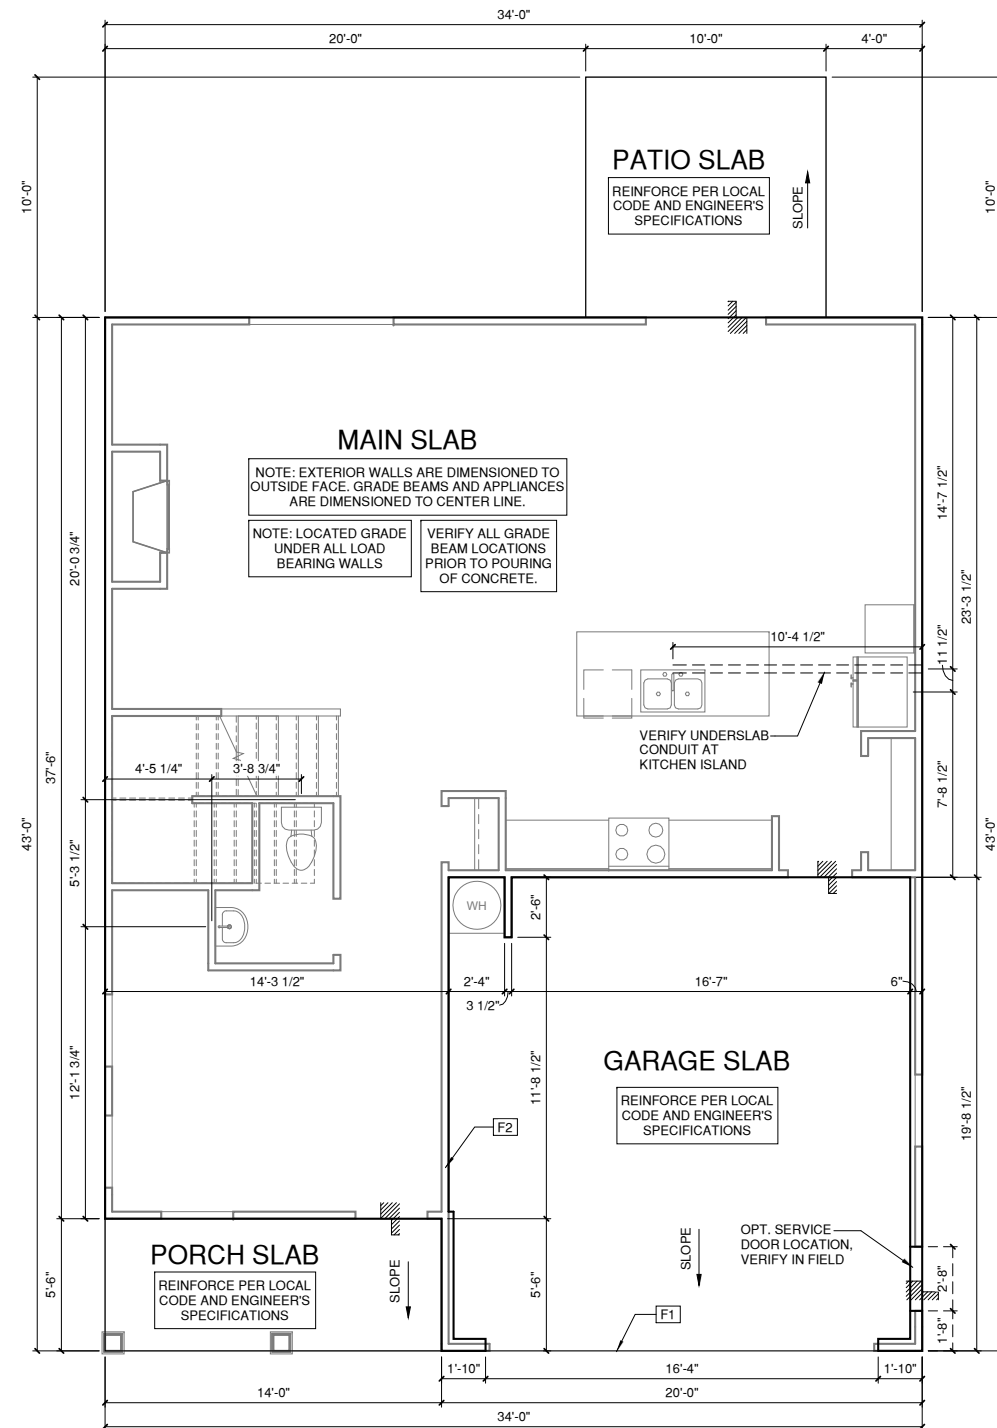 34'-0"
20'-0"
10'-0"
4'-0"
10'-0"
PATIO SLAB
REINFORCE PER LOCAL
CODE AND ENGINEER'S
SPECIFICATIONS
SLOPE
10'-0"
MAIN SLAB
NOTE: EXTERIOR WALLS ARE DIMENSIONED TO
OUTSIDE FACE. GRADE BEAMS AND APPLIANCES
ARE DIMENSIONED TO CENTER LINE.
NOTE: LOCATED GRADE
UNDER ALL LOAD
BEARING WALLS
VERIFY ALL GRADE
BEAM LOCATIONS
PRIOR TO POURING
OF CONCRETE.
14'-7 1/2"
20'-0 3/4"
23'-3 1/2"
10'-4 1/2"
11 1/2"
VERIFY UNDERSLAB
CONDUIT AT
KITCHEN ISLAND
37'-6"
4'-5 1/4"
3'-8 3/4"
7'-8 1/2"
43'-0"
43'-0"
5'-3 1/2"
WH
2'-6"
14'-3 1/2"
2'-4"
16'-7"
6"
3 1/2"
GARAGE SLAB
REINFORCE PER LOCAL
CODE AND ENGINEER'S
SPECIFICATIONS
12'-1 3/4"
11'-8 1/2"
19'-8 1/2"
F2
PORCH SLAB
REINFORCE PER LOCAL
CODE AND ENGINEER'S
SPECIFICATIONS
SLOPE
SLOPE
OPT. SERVICE
DOOR LOCATION,
VERIFY IN FIELD
5'-6"
5'-6"
2'-8"
F1
1'-8"
1'-10"
16'-4"
1'-10"
14'-0"
20'-0"
34'-0"